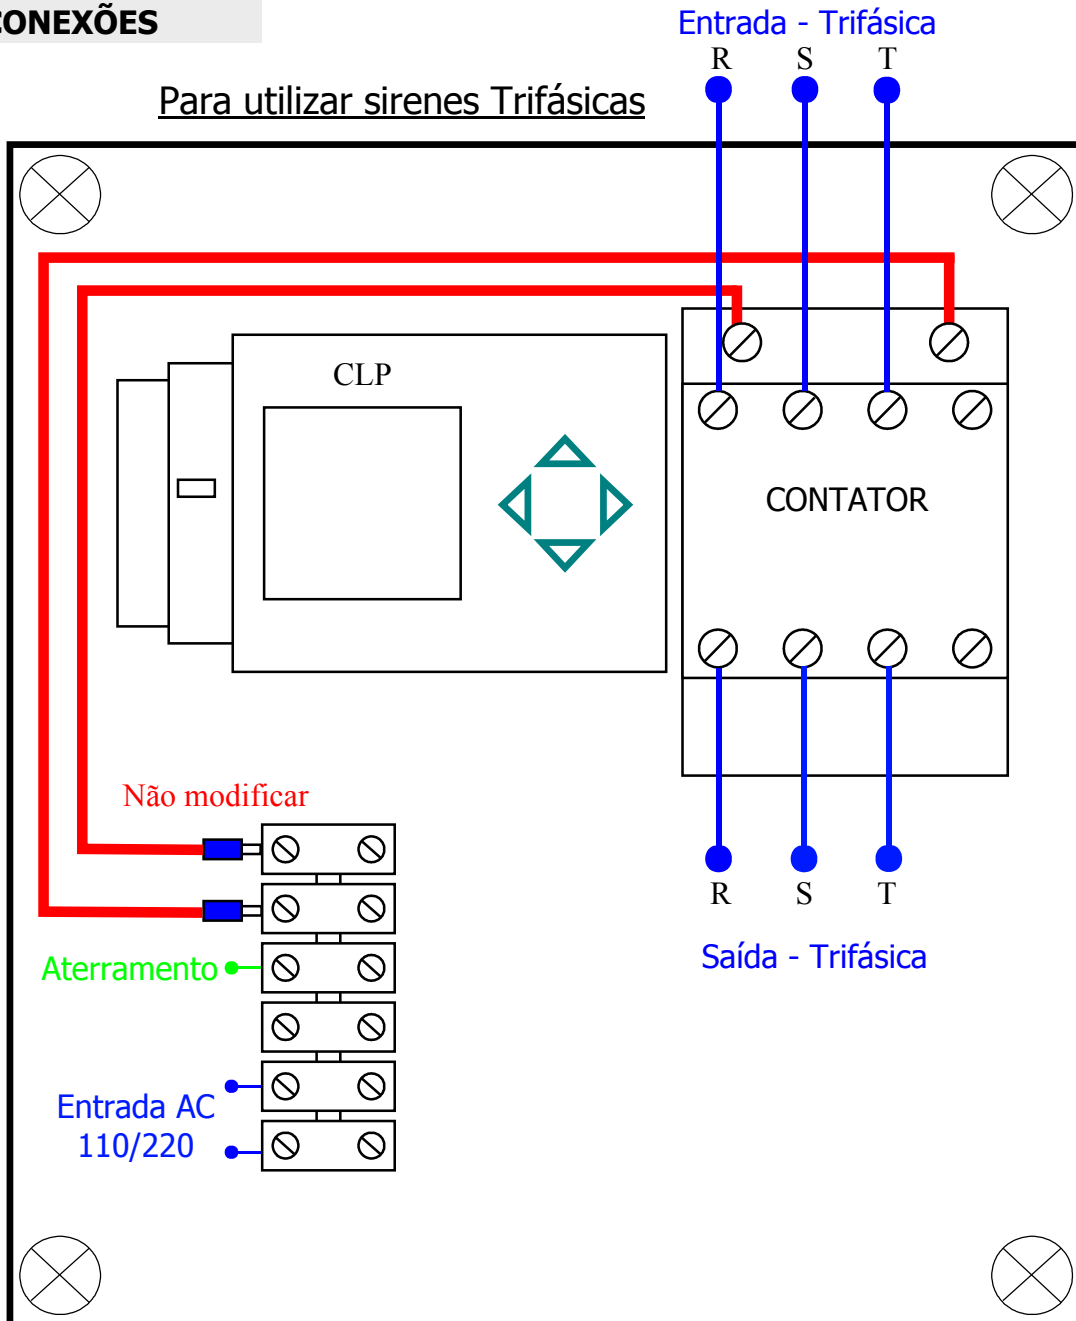 CONEXÕES
Entrada - Trifásica
R S T
Para utilizar sirenes Trifásicas
CLP
CONTATOR
Não modificar
R S T
Saída - Trifásica
Aterramento
Entrada AC
110/220